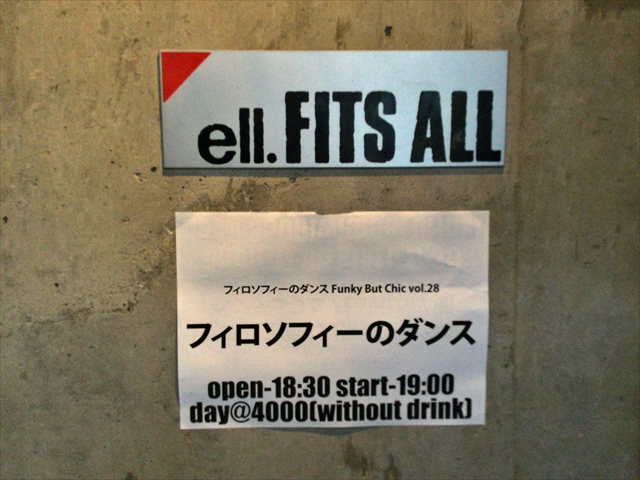 ell. FITS ALL
フィロソフィーのダンス Funky But Chic vol.28
フィロソフィーのダンス
open-18:30 start-19:00
day@4000(without drink)